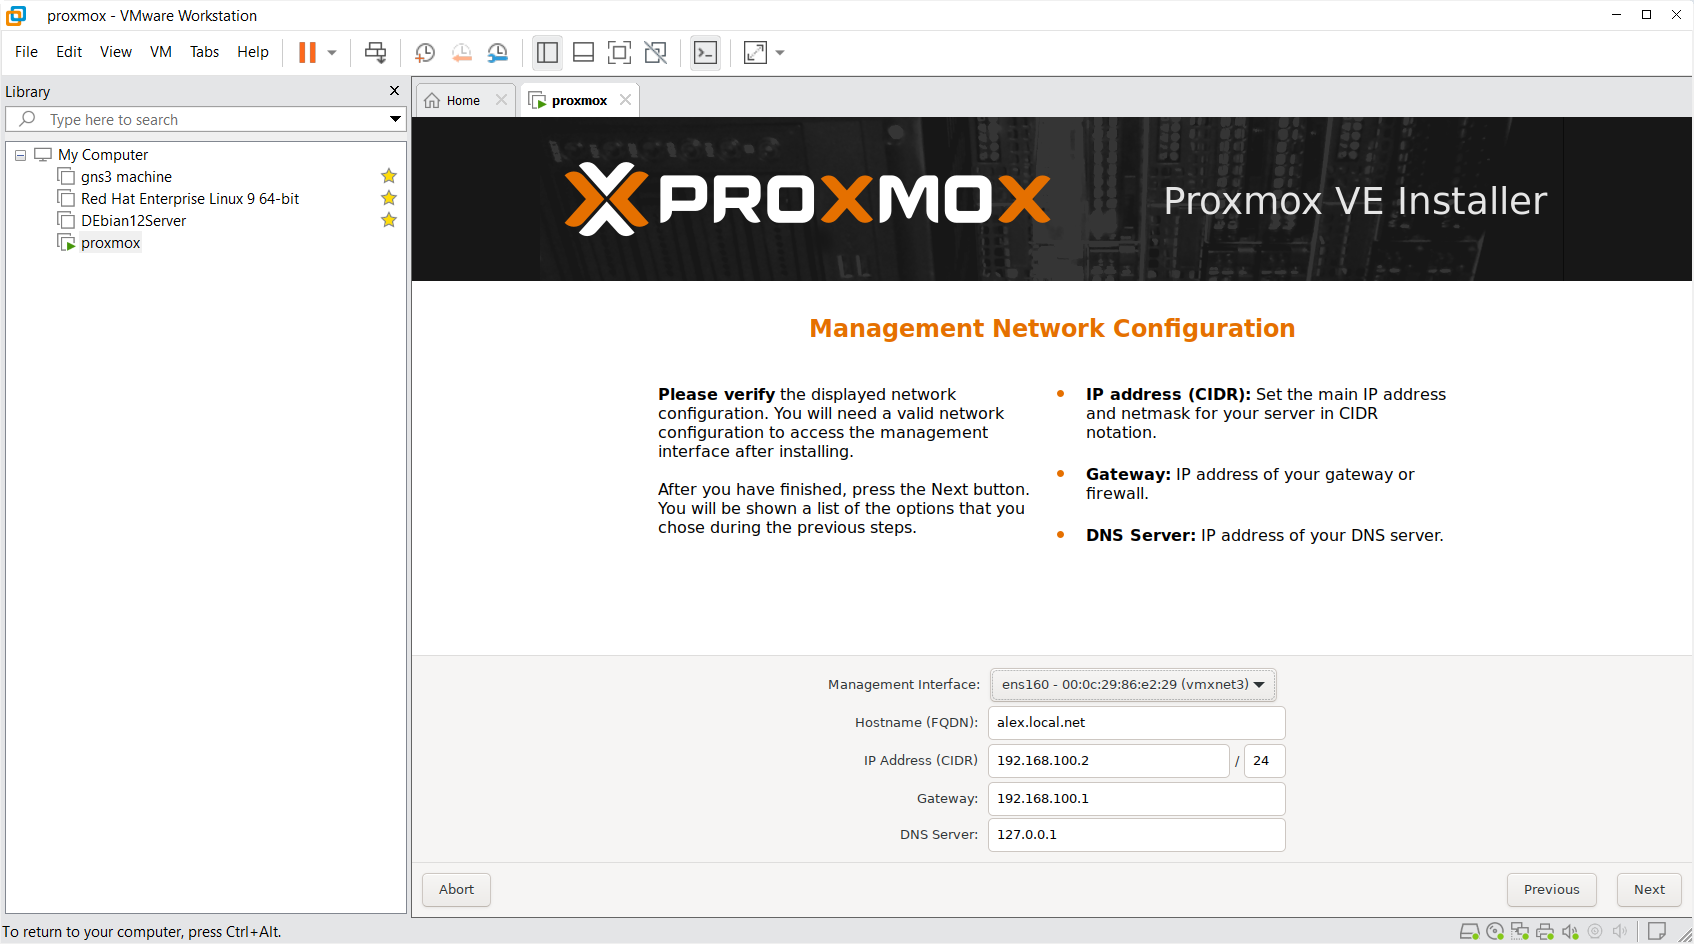 proxmox - VMware Workstation
File Edit View VM Tabs Help
Library
Type here to search
My Computer
gns3 machine
Red Hat Enterprise Linux 9 64-bit
DEbian12Server
proxmox
Home
proxmox
PROXMOX
Proxmox VE Installer
Management Network Configuration
Please verify the displayed network
configuration. You will need a valid network
configuration to access the management
interface after installing.
After you have finished, press the Next button.
You will be shown a list of the options that you
chose during the previous steps.
IP address (CIDR): Set the main IP address
and netmask for your server in CIDR
notation.
Gateway: IP address of your gateway or
firewall.
DNS Server: IP address of your DNS server.
Management Interface: ens160 - 00:0c:29:86:e2:29 (vmxnet3)
Hostname (FQDN): alex.local.net
IP Address (CIDR) 192.168.100.2 / 24
Gateway: 192.168.100.1
DNS Server: 127.0.0.1
Abort Previous Next
To return to your computer, press Ctrl+Alt.